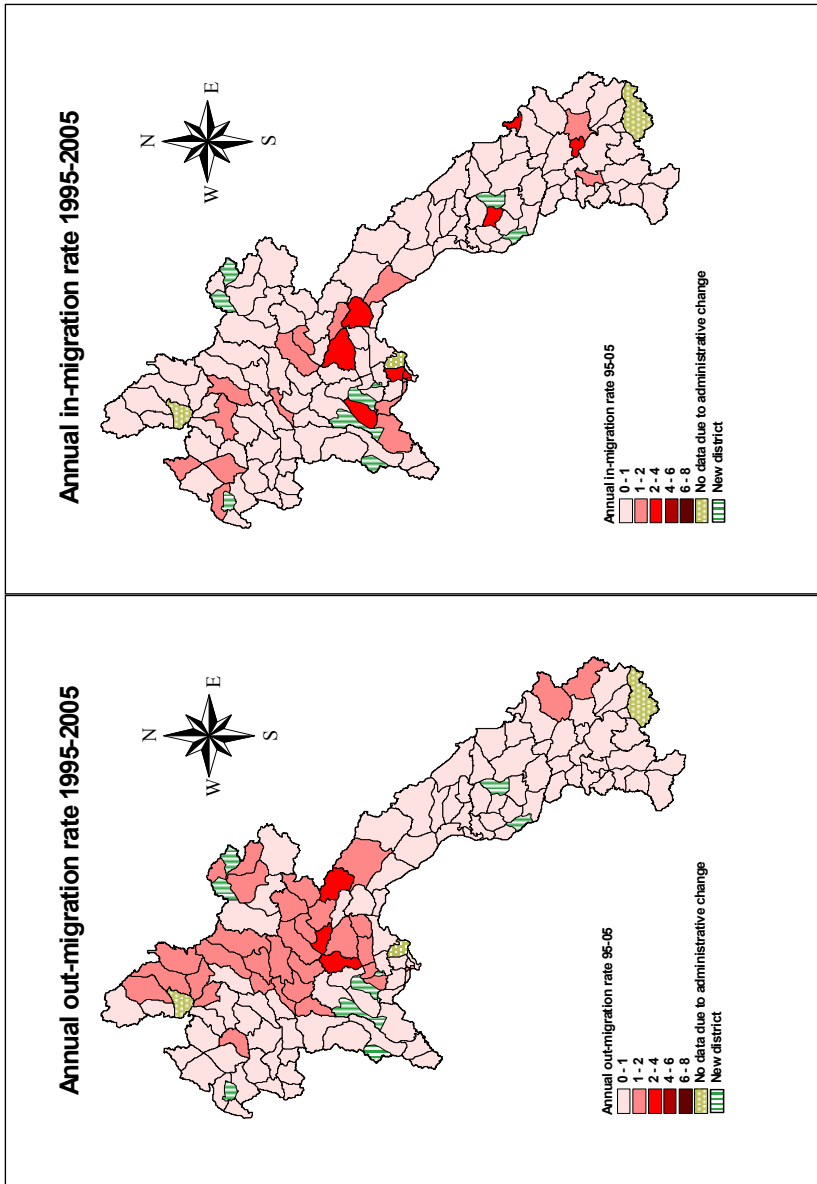 Annual out-migration rate 1995-2005
N
W
E
S
Annual out-migration rate 95-05
0 - 1
1 - 2
2 - 4
4 - 6
6 - 8
No data due to administrative change
New district
Annual in-migration rate 1995-2005
N
W
E
S
Annual in-migration rate 95-05
0 - 1
1 - 2
2 - 4
4 - 6
6 - 8
No data due to administrative change
New district